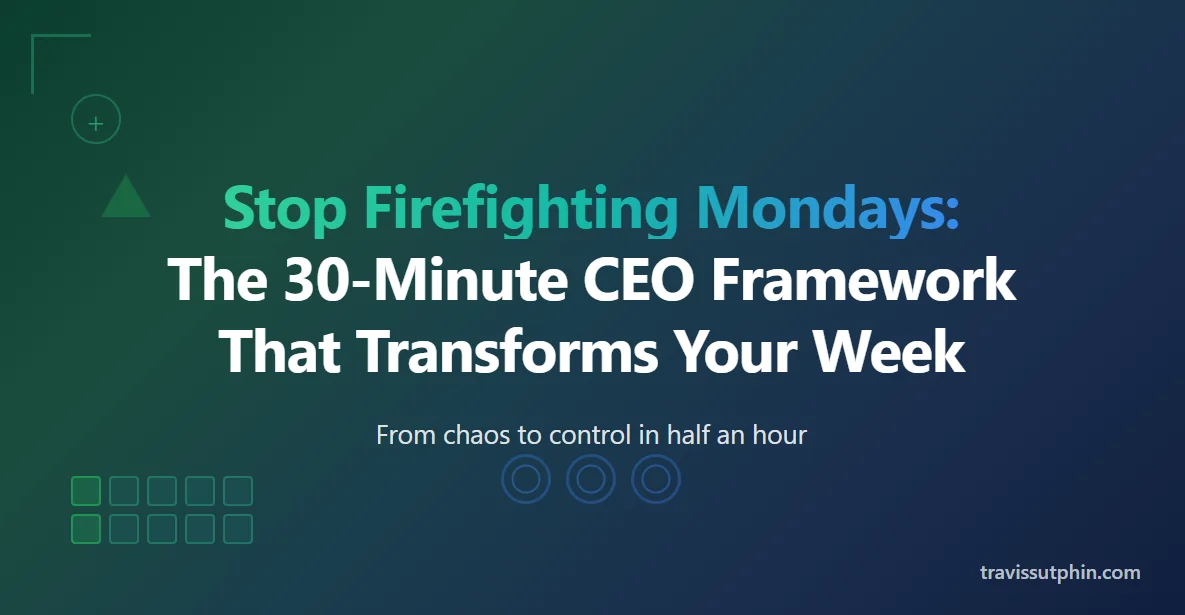 Stop Firefighting Mondays:
The 30-Minute CEO Framework
That Transforms Your Week
From chaos to control in half an hour
travissutphin.com